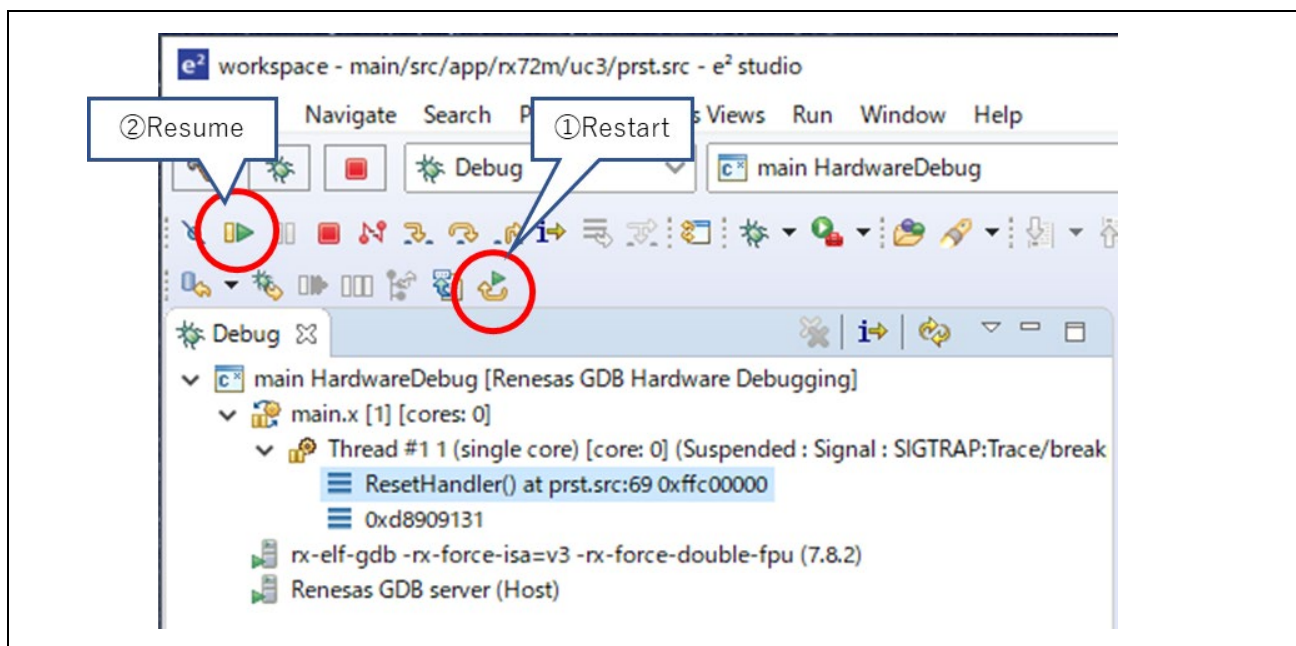 e² workspace - main/src/app/rx72m/uc3/prst.src - e² studio
②Resume
Navigate Search P
①Restart
s Views Run Window Help
Debug
c main HardwareDebug
Debug
c main HardwareDebug [Renesas GDB Hardware Debugging]
main.x [1] [cores: 0]
Thread #1 1 (single core) [core: 0] (Suspended : Signal : SIGTRAP:Trace/break
ResetHandler() at prst.src:69 0xffc00000
0xd8909131
rx-elf-gdb -rx-force-isa=v3 -rx-force-double-fpu (7.8.2)
Renesas GDB server (Host)